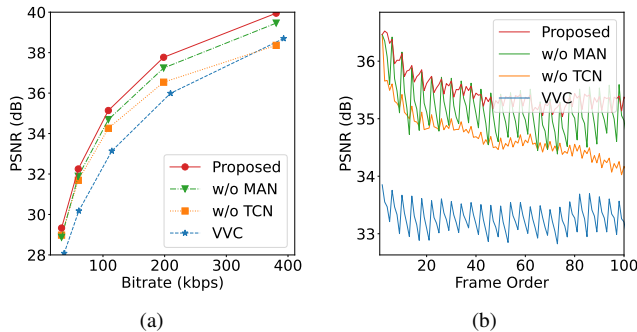 40
38
36
34
32
30
28
PSNR (dB)
100
200
300
400
Bitrate (kbps)
Proposed
w/o MAN
w/o TCN
VVC
(a)
36
35
34
33
PSNR (dB)
20
40
60
80
100
Frame Order
Proposed
w/o MAN
w/o TCN
VVC
(b)